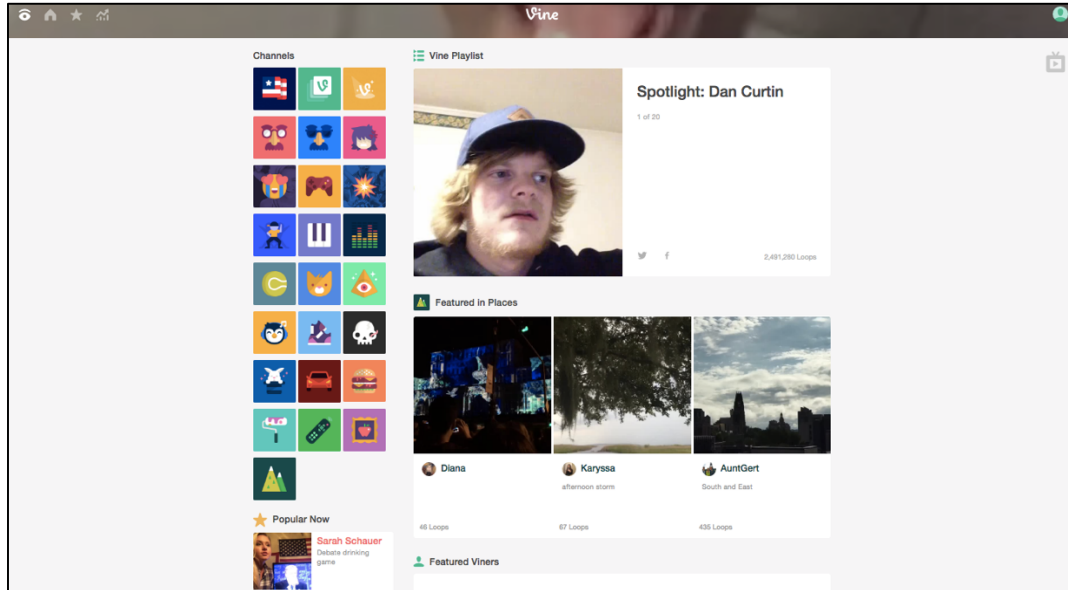 Vine
Channels
Vine Playlist
Spotlight: Dan Curtin
1 of 20
2,491,280 Loops
Featured in Places
Diana
Karyssa
AuntGert
afternoon storm
South and East
46 Loops
67 Loops
435 Loops
Popular Now
Sarah Schauer
Debate drinking
game
Featured Viners